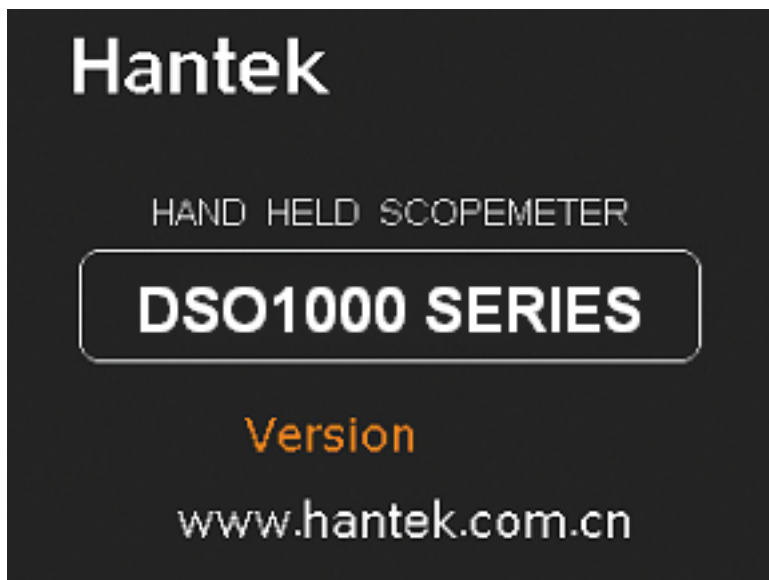 Hantek
HAND HELD SCOPEMETER
DSO1000 SERIES
Version
www.hantek.com.cn